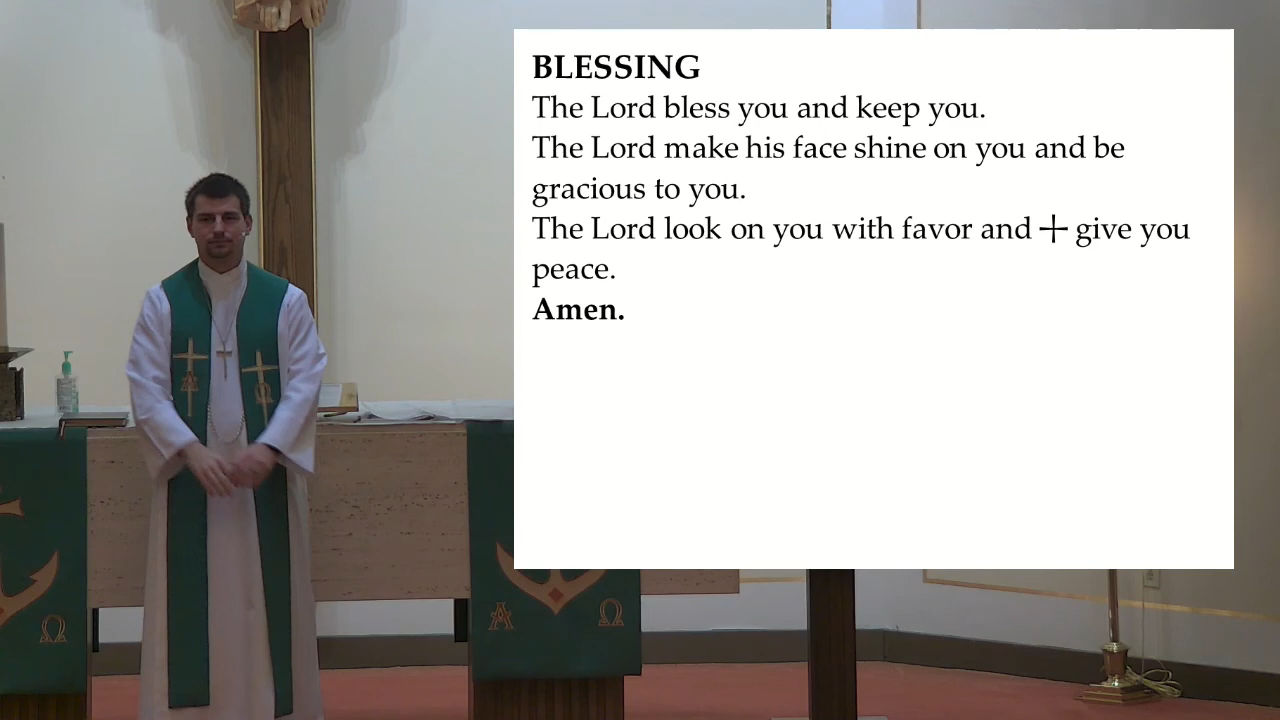 BLESSING
The Lord bless you and keep you.
The Lord make his face shine on you and be
gracious to you.
The Lord look on you with favor and ┼ give you
peace.
Amen.
Α Ω
Ω
Α Ω